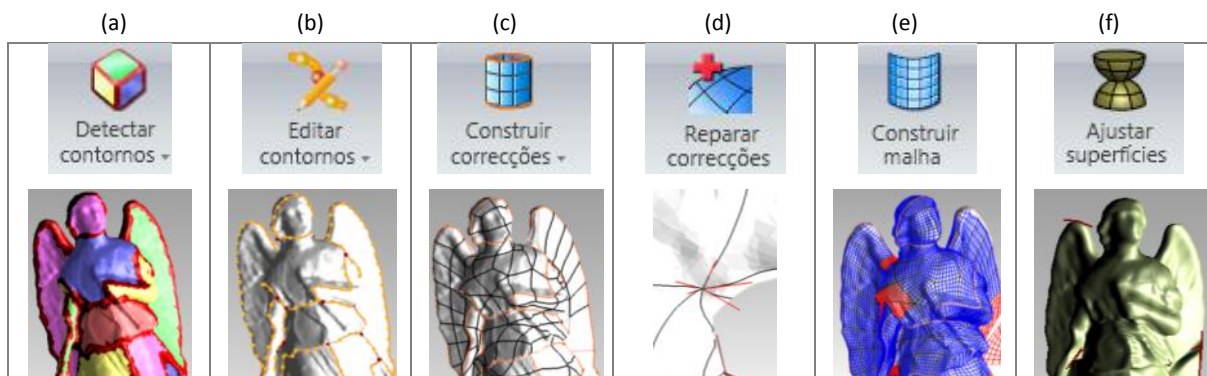 (a) (b) (c) (d) (e) (f)
Detectar
contornos
Editar
contornos
Construir
correcções
Reparar
correcções
Construir
malha
Ajustar
superfícies